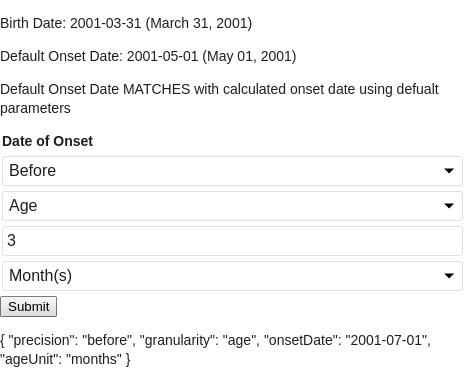 Birth Date: 2001-03-31 (March 31, 2001)
Default Onset Date: 2001-05-01 (May 01, 2001)
Default Onset Date MATCHES with calculated onset date using defualt
parameters
Date of Onset
Before
Age
3
Month(s)
Submit
{ "precision": "before", "granularity": "age", "onsetDate": "2001-07-01",
"ageUnit": "months" }